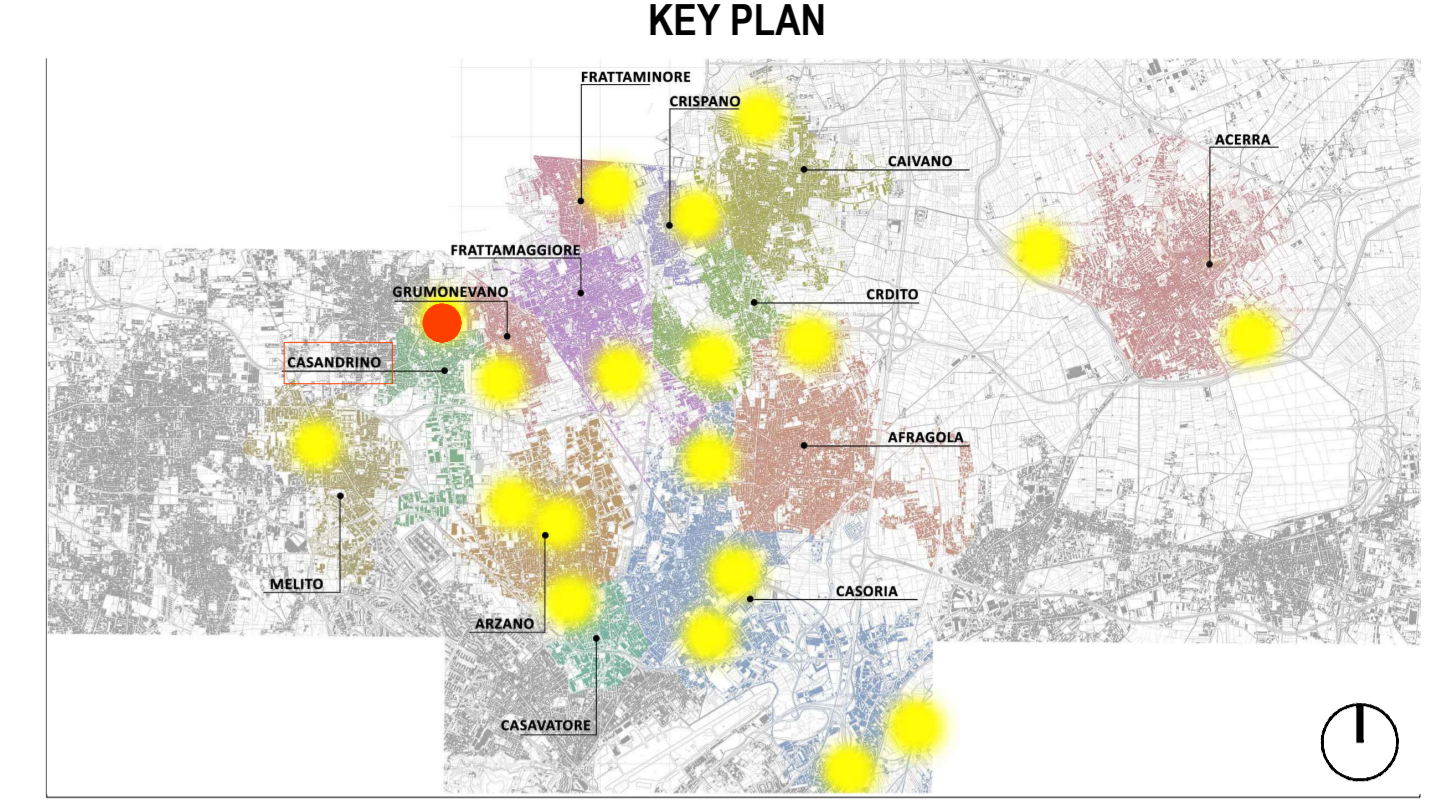 KEY PLAN
FRATTAMINORE
CRISPANO
ACERRA
CAIVANO
FRATTAMAGGIORE
GRUMONEVANO
CRDITO
CASANDRINO
AFRAGOLA
MELITO
CASORIA
ARZANO
CASAVATORE